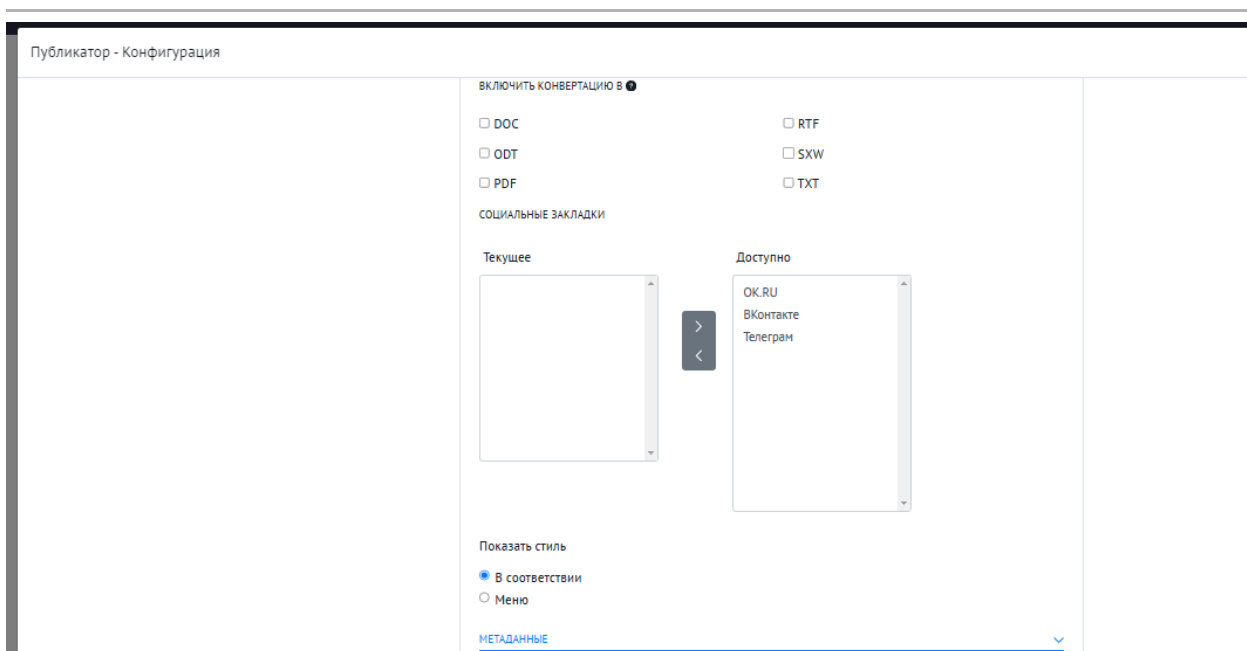 Публикатор - Конфигурация
ВКЛЮЧИТЬ КОНВЕРТАЦИЮ В ?
DOC
RTF
ODT
SXW
PDF
TXT
СОЦИАЛЬНЫЕ ЗАКЛАДКИ
Текущее
Доступно
OK.RU
ВКонтакте
Телеграм
Показать стиль
В соответствии
Меню
МЕТАДАННЫЕ